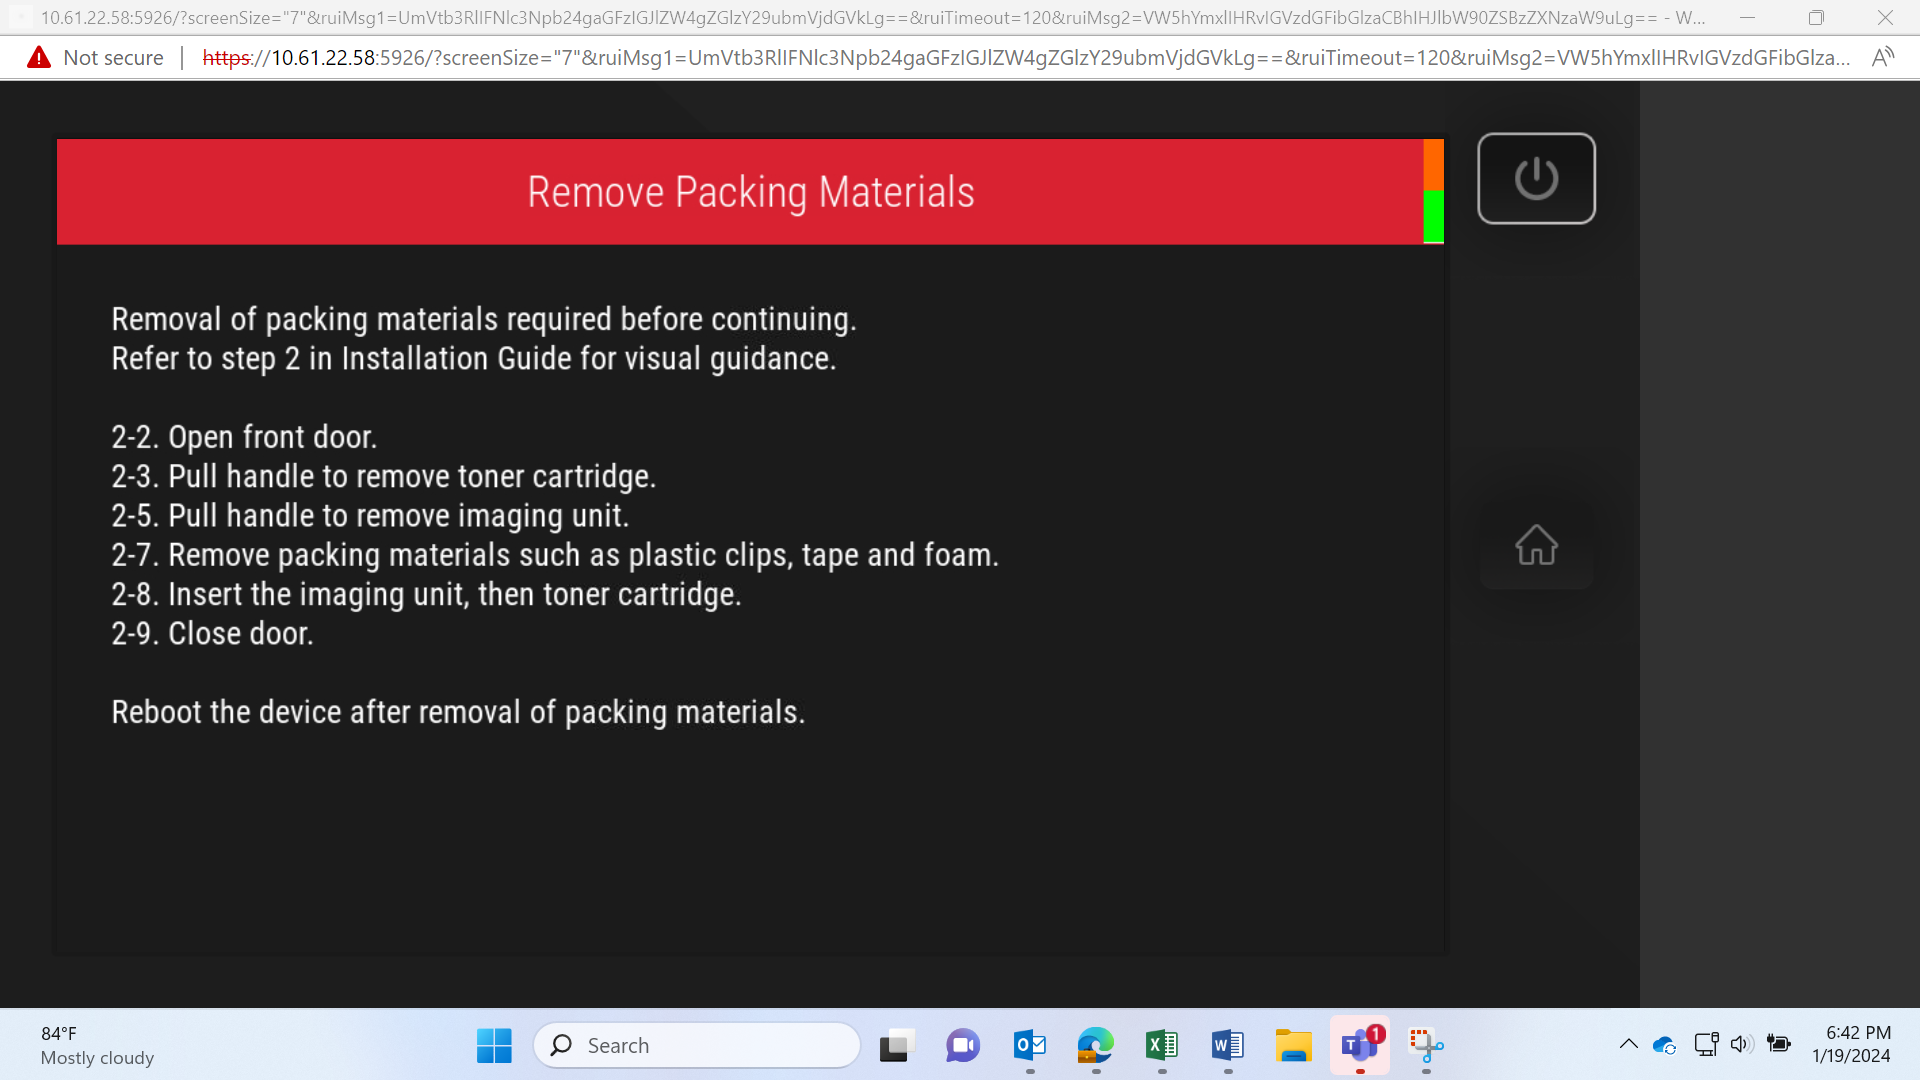 10.61.22.58:5926/?screenSize="7"&ruiMsg1=UmVtb3RlIFNlc3Npb24gaGFzIGJlZW4gZGlzY29ubmVjdGVkLg==&ruiTimeout=120&ruiMsg2=VW5hYmxlIHRvIGVzdGFibGlzaCBhIHJlbW90ZSBzZXNzaW9uLg== - W...
Not secure
https://10.61.22.58:5926/?screenSize="7"&ruiMsg1=UmVtb3RlIFNlc3Npb24gaGFzIGJlZW4gZGlzY29ubmVjdGVkLg==&ruiTimeout=120&ruiMsg2=VW5hYmxlIHRvIGVzdGFibGlza...
Remove Packing Materials
Removal of packing materials required before continuing.
Refer to step 2 in Installation Guide for visual guidance.
2-2. Open front door.
2-3. Pull handle to remove toner cartridge.
2-5. Pull handle to remove imaging unit.
2-7. Remove packing materials such as plastic clips, tape and foam.
2-8. Insert the imaging unit, then toner cartridge.
2-9. Close door.
Reboot the device after removal of packing materials.
84°F
Mostly cloudy
Search
1
6:42 PM
1/19/2024